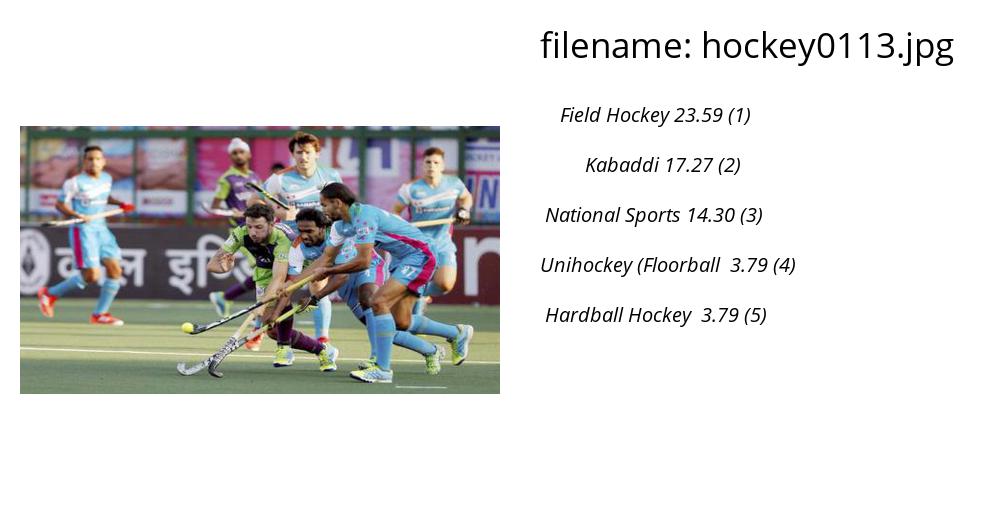 filename: hockey0113.jpg
Field Hockey 23.59 (1)
Kabaddi 17.27 (2)
National Sports 14.30 (3)
Unihockey (Floorball  3.79 (4)
Hardball Hockey  3.79 (5)